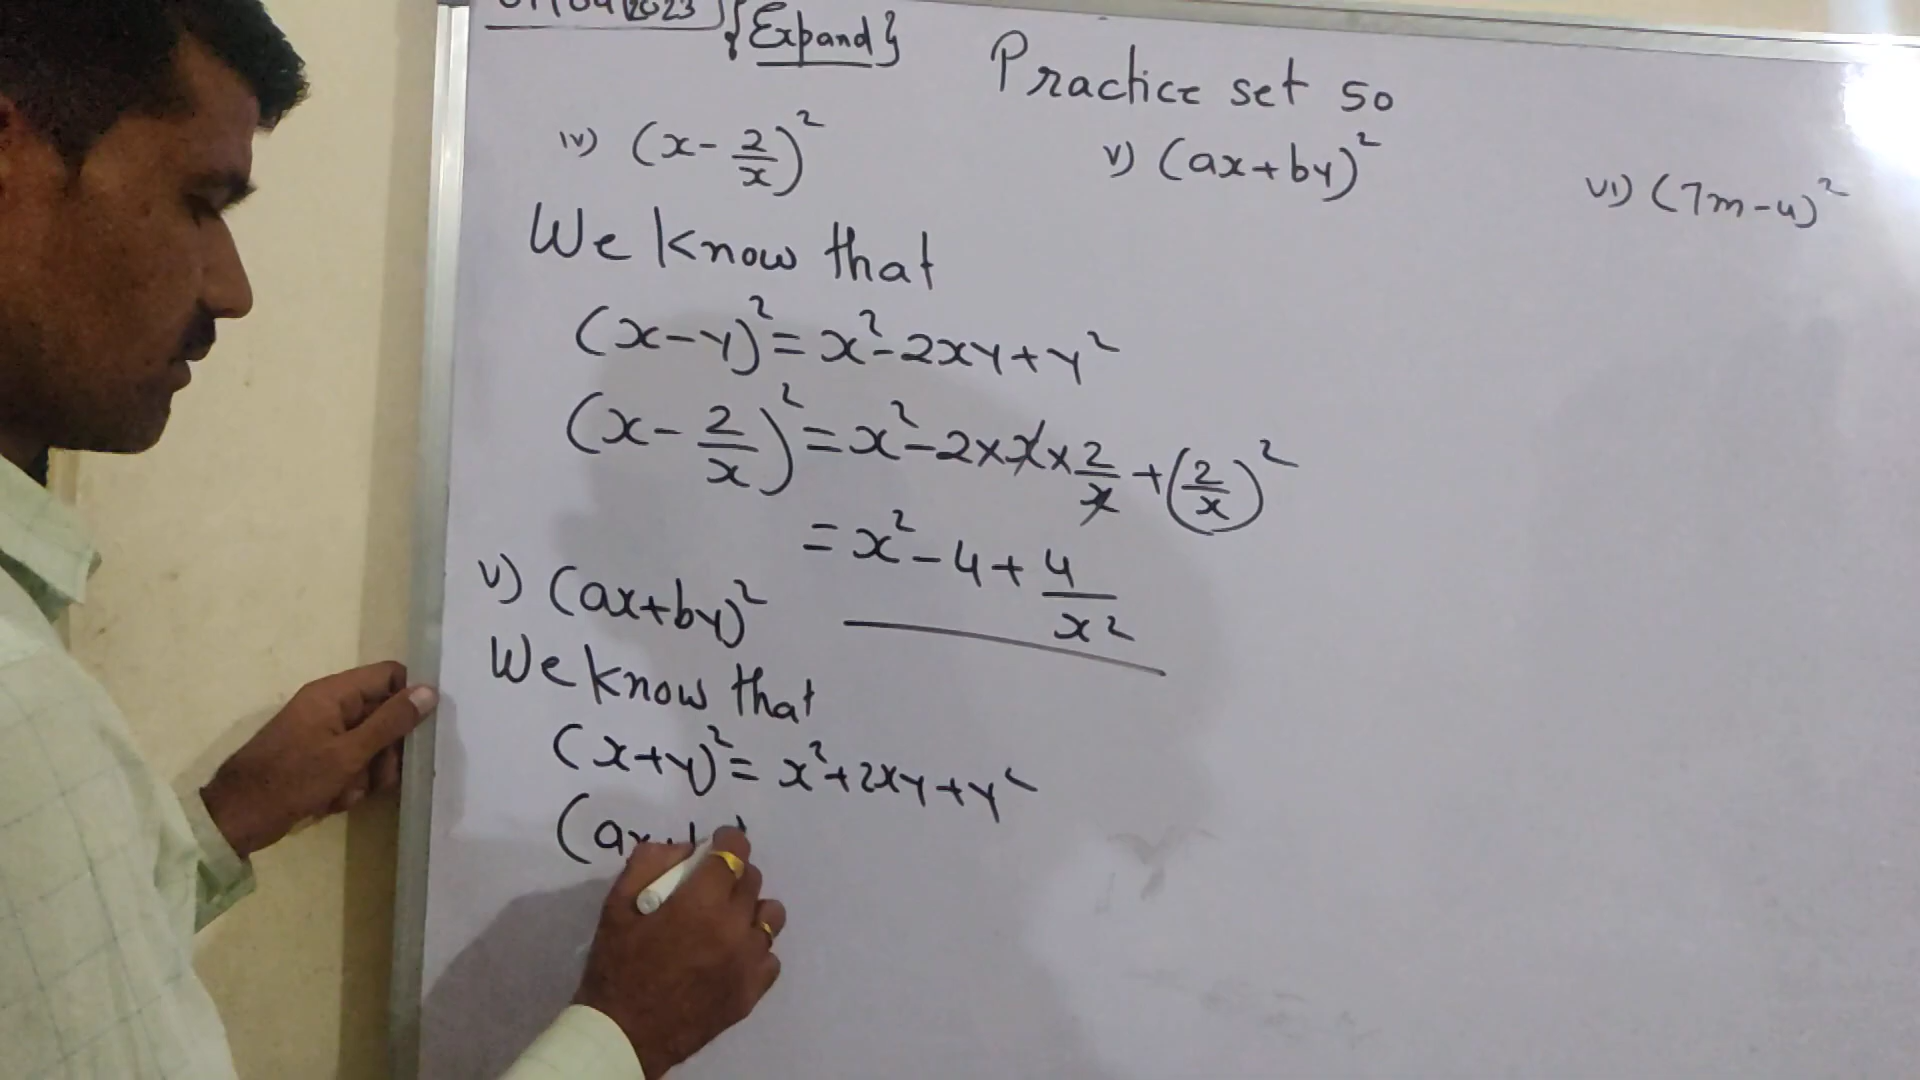 {Expand}
Practice set 50
iv) (x - 2/x)²
v) (ax+by)²
vi) (7m-4)²
We know that
(x-y)² = x² - 2xy + y²
(x - 2/x)² = x² - 2 × x × 2/x + (2/x)²
= x² - 4 + 4/x²
v) (ax+by)²
We know that
(x+y)² = x² + 2xy + y²
(ax+